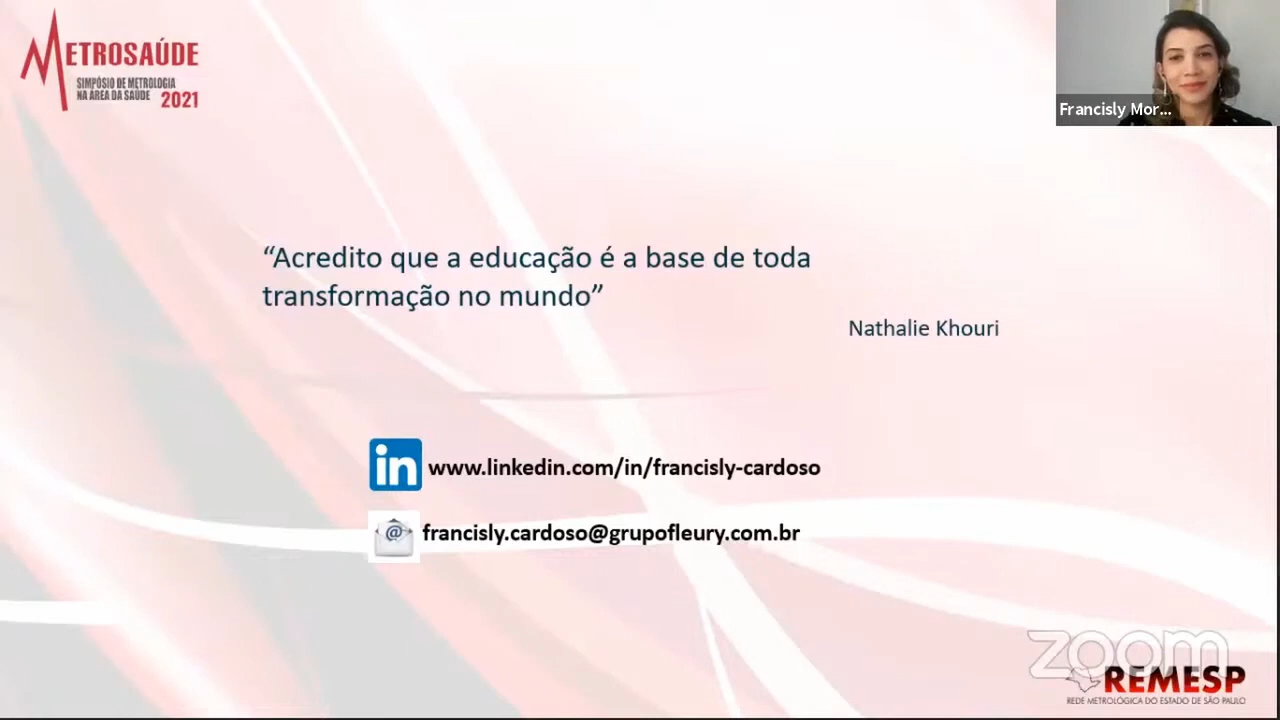 METROSAÚDE
SIMPÓSIO DE METROLOGIA
NA ÁREA DA SAÚDE 2021
Francisly Mor...
“Acredito que a educação é a base de toda
transformação no mundo”
Nathalie Khouri
in www.linkedin.com/in/francisly-cardoso
@ francisly.cardoso@grupofleury.com.br
zoom
REMESP
REDE METROLÓGICA DO ESTADO DE SÃO PAULO